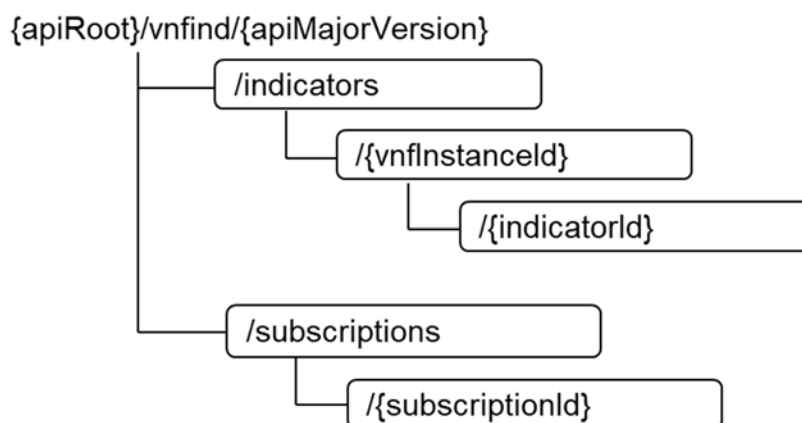 {apiRoot}/vnfind/{apiMajorVersion}
/indicators
/{vnfInstanceId}
/{indicatorId}
/subscriptions
/{subscriptionId}